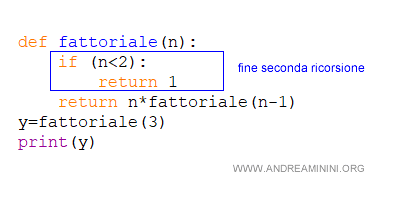 def fattoriale(n):
    if (n<2):
        return 1
fine seconda ricorsione
    return n*fattoriale(n-1)
y=fattoriale(3)
print(y)
WWW.ANDREAMININI.ORG